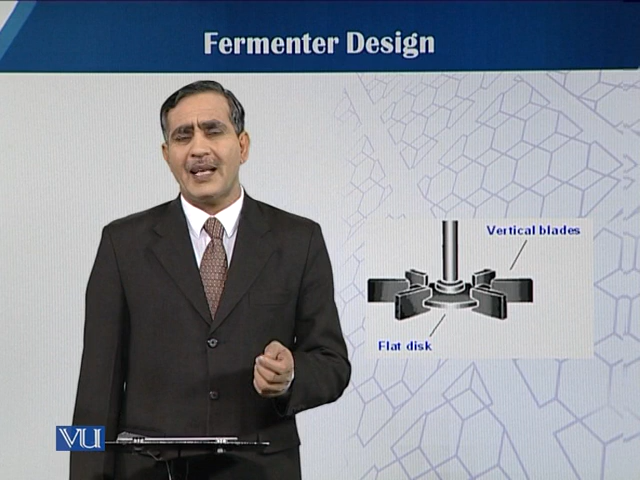 Fermenter Design
Vertical blades
Flat disk
VU